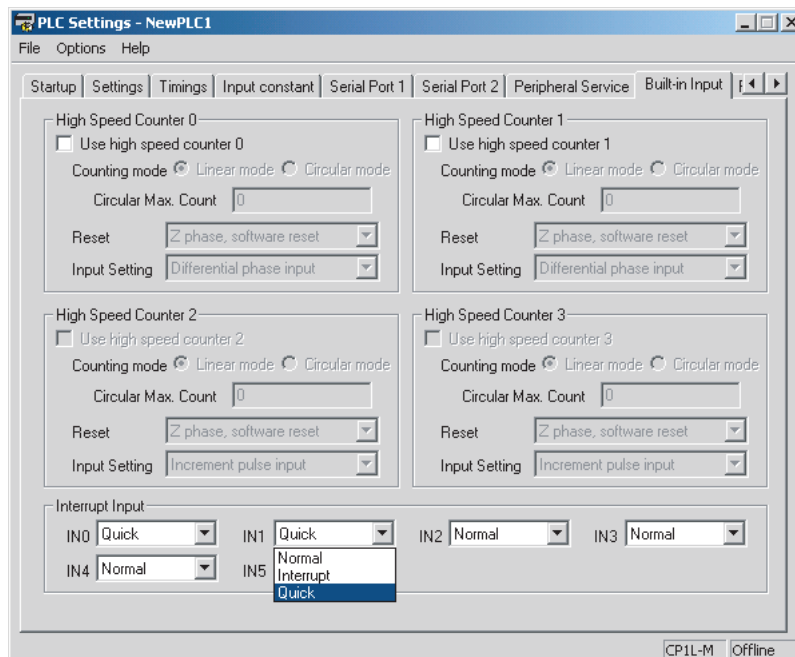 PLC Settings - NewPLC1
File Options Help
Startup Settings Timings Input constant Serial Port 1 Serial Port 2 Peripheral Service Built-in Input
High Speed Counter 0
Use high speed counter 0
Counting mode Linear mode Circular mode
Circular Max. Count 0
Reset Z phase, software reset
Input Setting Differential phase input
High Speed Counter 1
Use high speed counter 1
Counting mode Linear mode Circular mode
Circular Max. Count 0
Reset Z phase, software reset
Input Setting Differential phase input
High Speed Counter 2
Use high speed counter 2
Counting mode Linear mode Circular mode
Circular Max. Count 0
Reset Z phase, software reset
Input Setting Increment pulse input
High Speed Counter 3
Use high speed counter 3
Counting mode Linear mode Circular mode
Circular Max. Count 0
Reset Z phase, software reset
Input Setting Increment pulse input
Interrupt Input
IN0 Quick IN1 Quick IN2 Normal IN3 Normal
IN4 Normal IN5
Normal
Interrupt
Quick
CP1L-M Offline